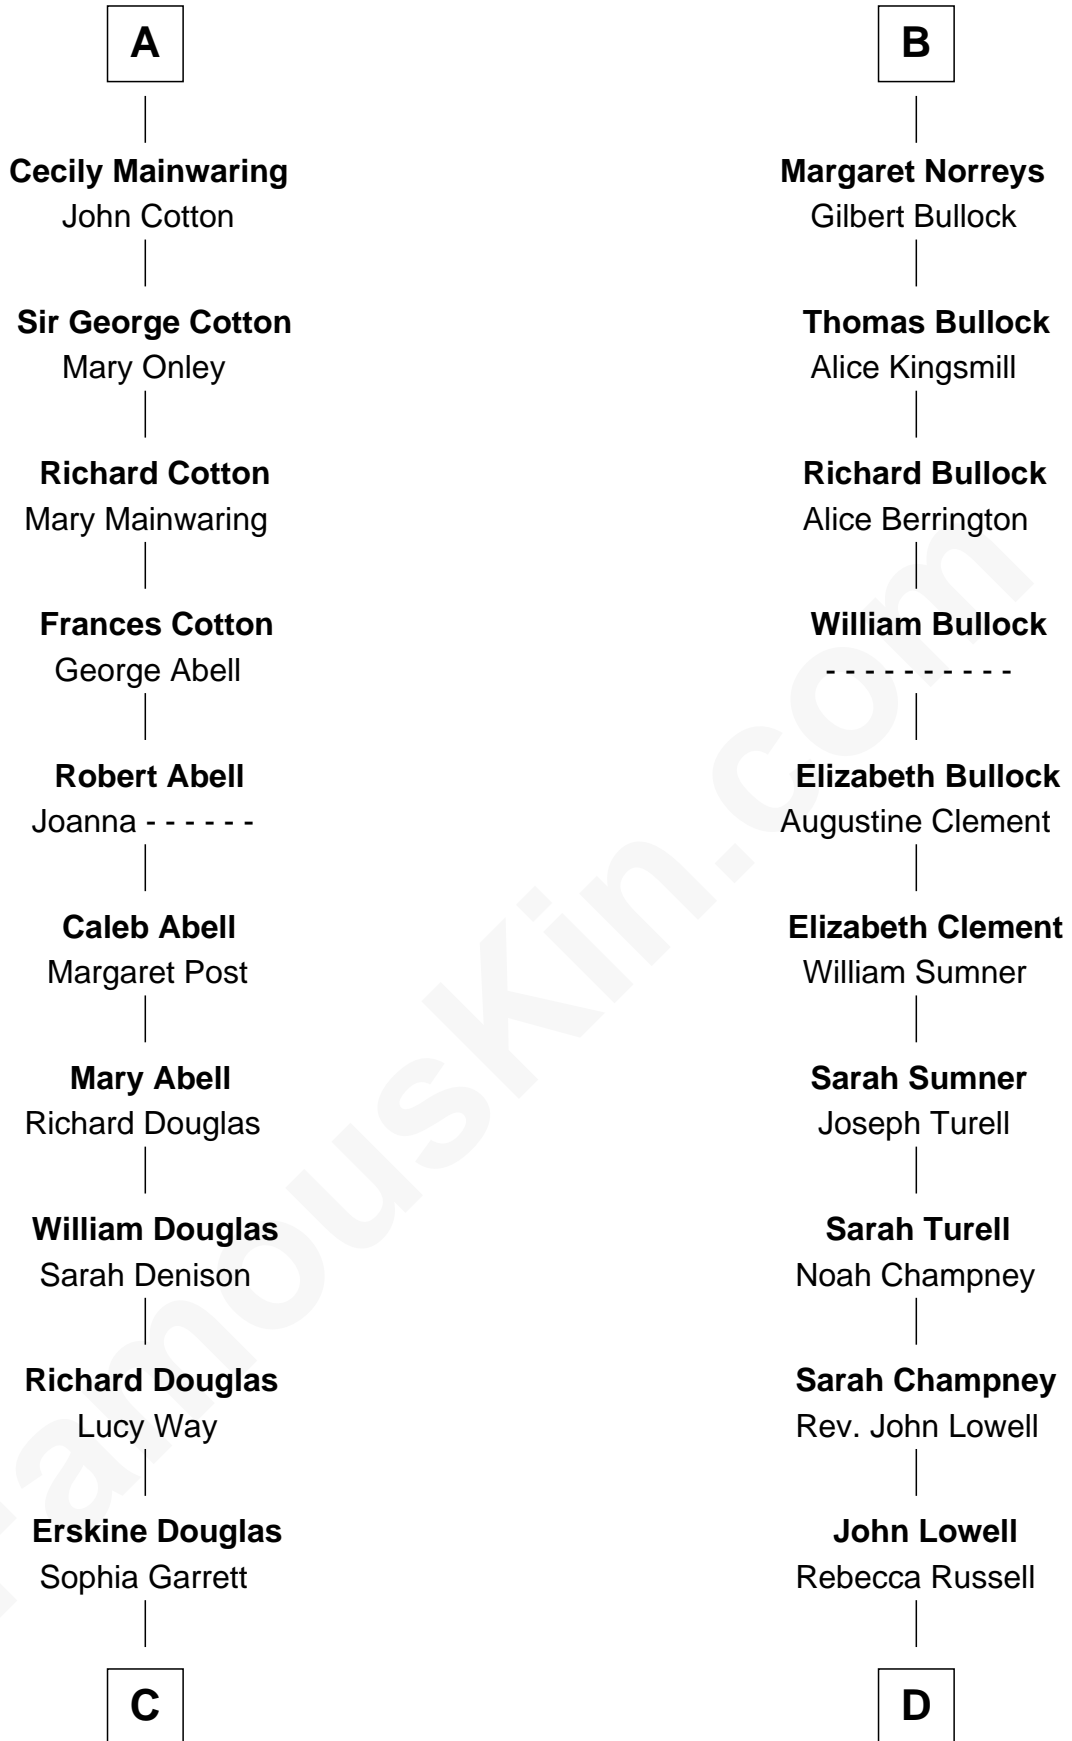 A
Cecily Mainwaring
John Cotton
Sir George Cotton
Mary Onley
Richard Cotton
Mary Mainwaring
Frances Cotton
George Abell
Robert Abell
Joanna - - - - - -
Caleb Abell
Margaret Post
Mary Abell
Richard Douglas
William Douglas
Sarah Denison
Richard Douglas
Lucy Way
Erskine Douglas
Sophia Garrett
C
B
Margaret Norreys
Gilbert Bullock
Thomas Bullock
Alice Kingsmill
Richard Bullock
Alice Berrington
William Bullock
- - - - - - - - - -
Elizabeth Bullock
Augustine Clement
Elizabeth Clement
William Sumner
Sarah Sumner
Joseph Turell
Sarah Turell
Noah Champney
Sarah Champney
Rev. John Lowell
John Lowell
Rebecca Russell
D
FamousKin.com